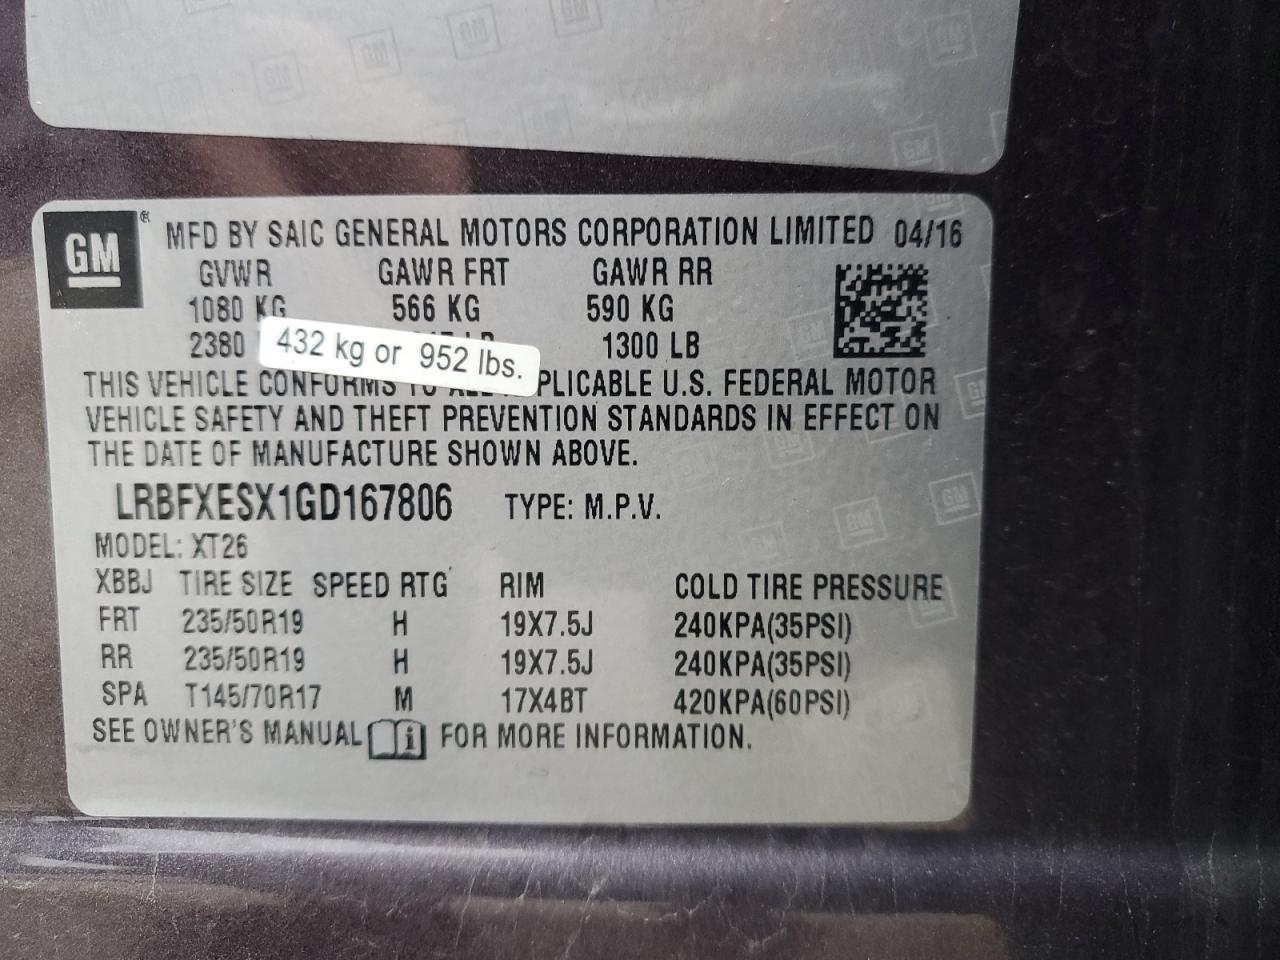 GM ® MFD BY SAIC GENERAL MOTORS CORPORATION LIMITED 04/16
GVWR GAWR FRT GAWR RR
1080 KG 566 KG 590 KG
2380 1300 LB
432 kg or 952 lbs.
THIS VEHICLE CONFORMS TO ALL APPLICABLE U.S. FEDERAL MOTOR
VEHICLE SAFETY AND THEFT PREVENTION STANDARDS IN EFFECT ON
THE DATE OF MANUFACTURE SHOWN ABOVE.
LRBFXESX1GD167806 TYPE: M.P.V.
MODEL: XT26
XBBJ TIRE SIZE SPEED RTG RIM COLD TIRE PRESSURE
FRT 235/50R19 H 19X7.5J 240KPA(35PSI)
RR 235/50R19 H 19X7.5J 240KPA(35PSI)
SPA T145/70R17 M 17X4BT 420KPA(60PSI)
SEE OWNER'S MANUAL i FOR MORE INFORMATION.